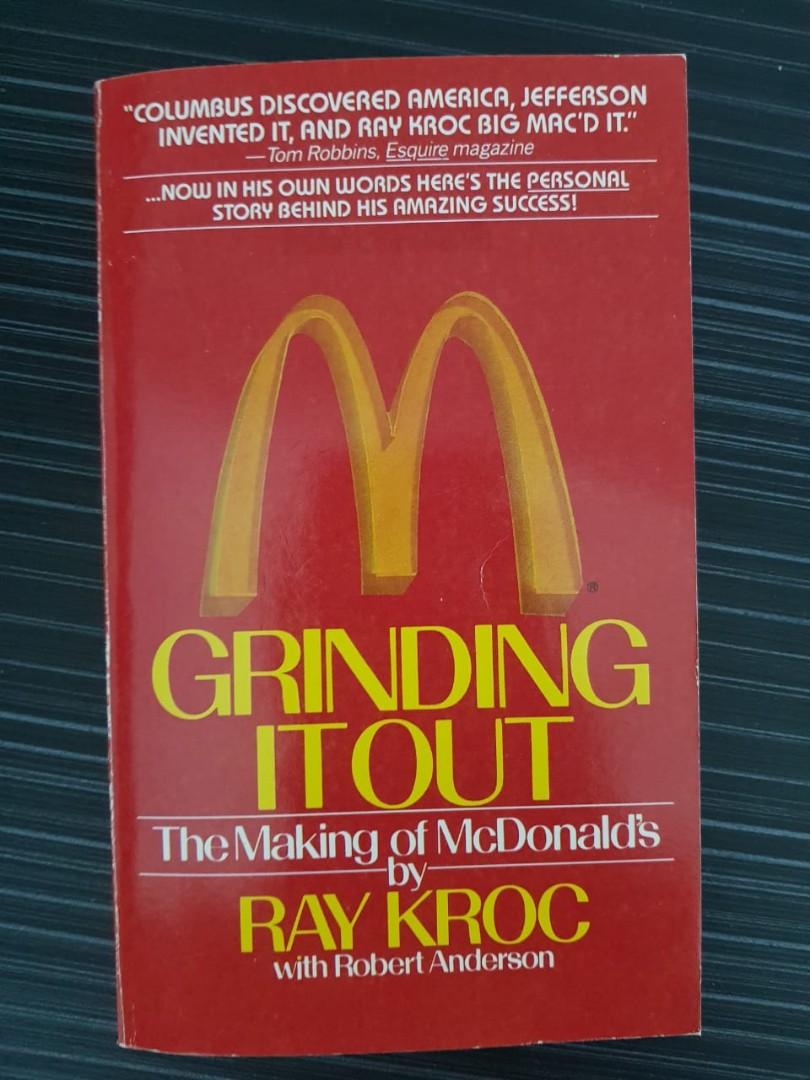 "COLUMBUS DISCOVERED AMERICA, JEFFERSON
INVENTED IT, AND RAY KROC BIG MAC'D IT."
—Tom Robbins, Esquire magazine
...NOW IN HIS OWN WORDS HERE'S THE PERSONAL
STORY BEHIND HIS AMAZING SUCCESS!
M
®
GRINDING
IT OUT
The Making of McDonald's
by
RAY KROC
with Robert Anderson